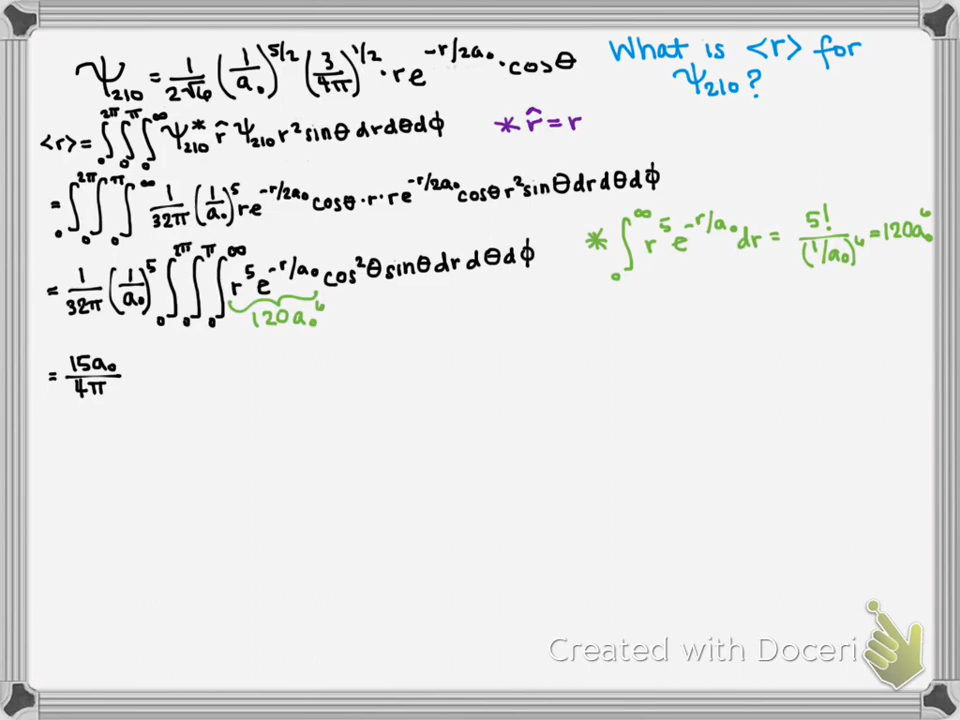 ψ₂₁₀ = 1/(2√6) (1/a₀)^(5/2) (3/4π)^(1/2) · r e^(-r/2a₀) · cosθ
What is <r> for
ψ₂₁₀?
<r> = ∫₀^2π ∫₀^π ∫₀^∞ ψ*₂₁₀ r̂ ψ₂₁₀ r² sinθ dr dθ dϕ
* r̂ = r
= ∫₀^2π ∫₀^π ∫₀^∞ 1/(32π) (1/a₀)^5 r e^(-r/2a₀) cosθ · r · r e^(-r/2a₀) cosθ r² sinθ dr dθ dϕ
* ∫₀^∞ r^5 e^(-r/a₀) dr = 5!/(1/a₀)^6 = 120a₀^6
= 1/(32π) (1/a₀)^5 ∫₀^2π ∫₀^π ∫₀^∞ r^5 e^(-r/a₀) cos²θ sinθ dr dθ dϕ
120a₀^6
= 15a₀/4π
Created with Doceri